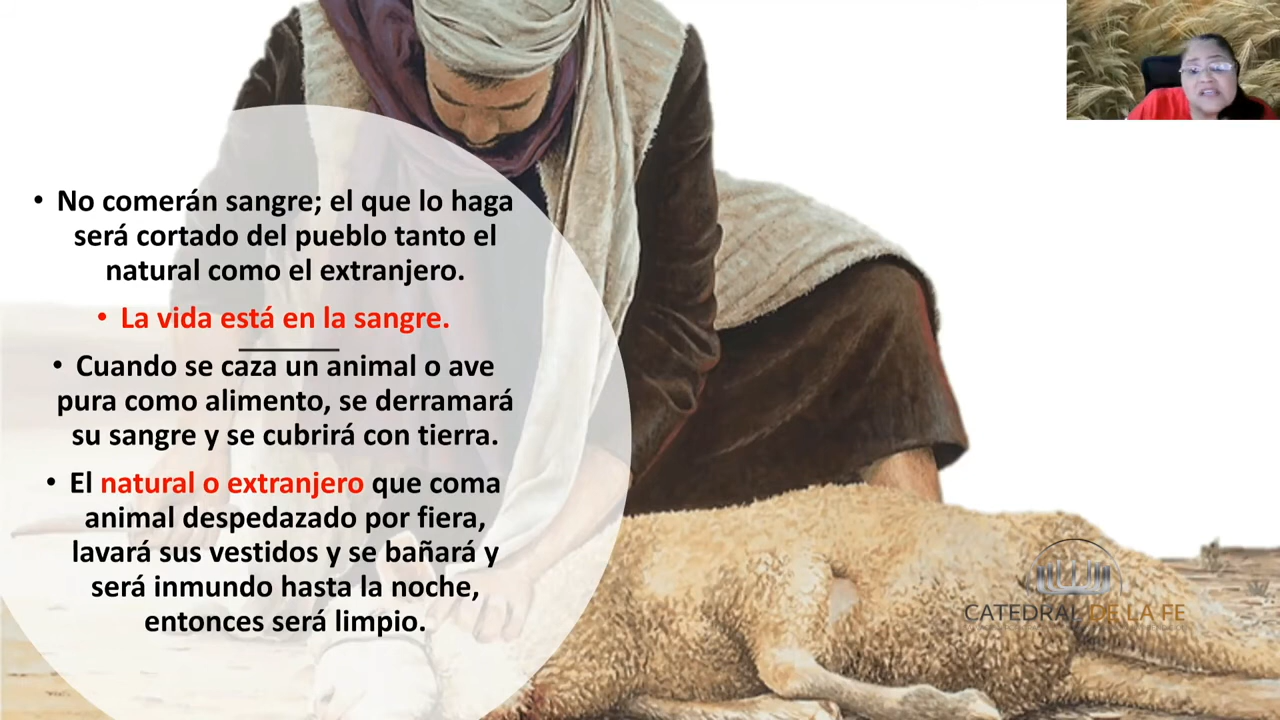 • No comerán sangre; el que lo haga
será cortado del pueblo tanto el
natural como el extranjero.
• La vida está en la sangre.
• Cuando se caza un animal o ave
pura como alimento, se derramará
su sangre y se cubrirá con tierra.
• El natural o extranjero que coma
animal despedazado por fiera,
lavará sus vestidos y se bañará y
será inmundo hasta la noche,
entonces será limpio.
CATEDRAL DE LA FE